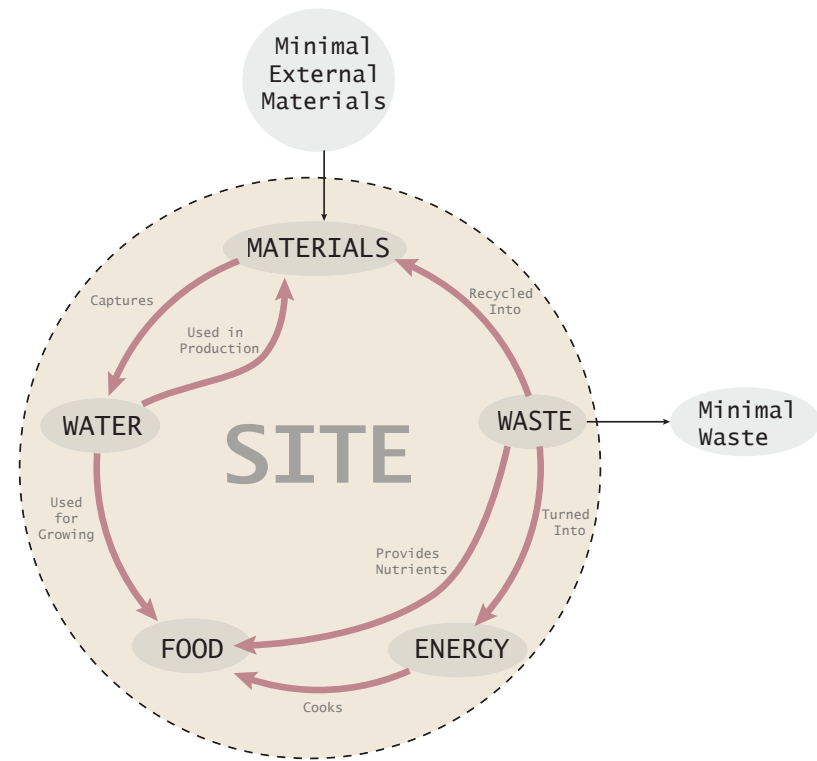 Minimal
External
Materials
MATERIALS
Captures
Recycled
Into
Used in
Production
WATER
SITE
WASTE
Minimal
Waste
Used
for
Growing
Turned
Into
Provides
Nutrients
FOOD
ENERGY
Cooks